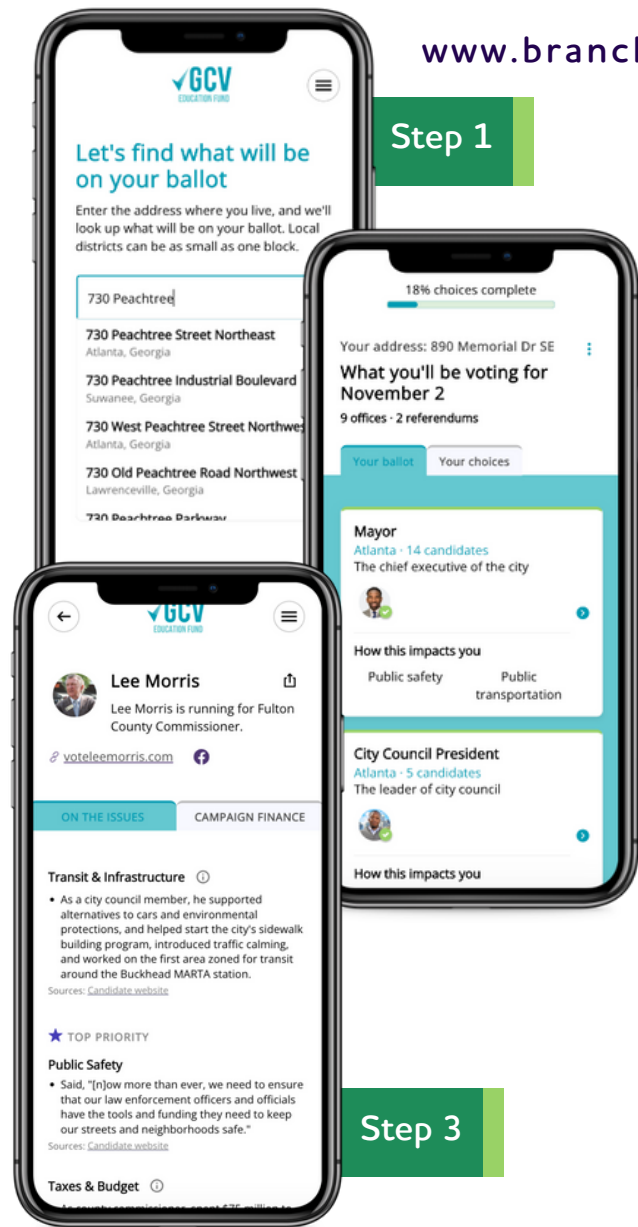 www.branc
Step 1
GCV
EDUCATION FUND
Let's find what will be
on your ballot
Enter the address where you live, and we'll
look up what will be on your ballot. Local
districts can be as small as one block.
730 Peachtree
730 Peachtree Street Northeast
Atlanta, Georgia
730 Peachtree Industrial Boulevard
Suwanee, Georgia
730 West Peachtree Street Northwes
Atlanta, Georgia
730 Old Peachtree Road Northwest
Lawrenceville, Georgia
730 Peachtree Parkway
18% choices complete
Your address: 890 Memorial Dr SE
What you'll be voting for
November 2
9 offices · 2 referendums
Your ballot Your choices
Mayor
Atlanta · 14 candidates
The chief executive of the city
How this impacts you
Public safety Public
transportation
City Council President
Atlanta · 5 candidates
The leader of city council
How this impacts you
GCV
EDUCATION FUND
Lee Morris
Lee Morris is running for Fulton
County Commissioner.
voteleemorris.com
ON THE ISSUES CAMPAIGN FINANCE
Transit & Infrastructure
• As a city council member, he supported
alternatives to cars and environmental
protections, and helped start the city's sidewalk
building program, introduced traffic calming,
and worked on the first area zoned for transit
around the Buckhead MARTA station.
Sources: Candidate website
TOP PRIORITY
Public Safety
• Said, "[n]ow more than ever, we need to ensure
that our law enforcement officers and officials
have the tools and funding they need to keep
our streets and neighborhoods safe."
Sources: Candidate website
Taxes & Budget
• As county commissioner, spent $75 million to
Step 3